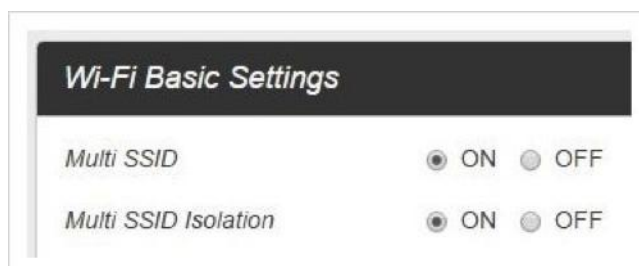 Wi-Fi Basic Settings
Multi SSID ON OFF
Multi SSID Isolation ON OFF